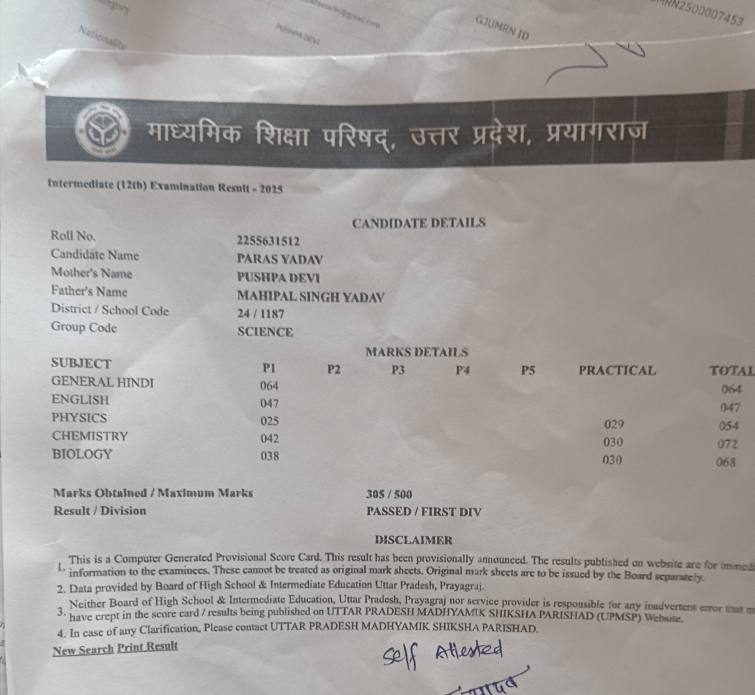 Nationality
GJUMRN ID
MRN2500007453
माध्यमिक शिक्षा परिषद्, उत्तर प्रदेश, प्रयागराज
Intermediate (12th) Examination Result - 2025
CANDIDATE DETAILS
Roll No. 2255631512
Candidate Name PARAS YADAV
Mother's Name PUSHPA DEVI
Father's Name MAHIPAL SINGH YADAV
District / School Code 24 / 1187
Group Code SCIENCE
MARKS DETAILS
SUBJECT P1 P2 P3 P4 P5 PRACTICAL TOTAL
GENERAL HINDI 064 064
ENGLISH 047 047
PHYSICS 025 029 054
CHEMISTRY 042 030 072
BIOLOGY 038 030 068
Marks Obtained / Maximum Marks 305 / 500
Result / Division PASSED / FIRST DIV
DISCLAIMER
1. This is a Computer Generated Provisional Score Card. This result has been provisionally announced. The results published on website are for immedi
information to the examinees. These cannot be treated as original mark sheets. Original mark sheets are to be issued by the Board separately.
2. Data provided by Board of High School & Intermediate Education Uttar Pradesh, Prayagraj.
3. Neither Board of High School & Intermediate Education, Uttar Pradesh, Prayagraj nor service provider is responsible for any inadvertent error that m
have crept in the score card / results being published on UTTAR PRADESH MADHYAMIK SHIKSHA PARISHAD (UPMSP) Website.
4. In case of any Clarification, Please contact UTTAR PRADESH MADHYAMIK SHIKSHA PARISHAD.
New Search Print Result
Self Attested